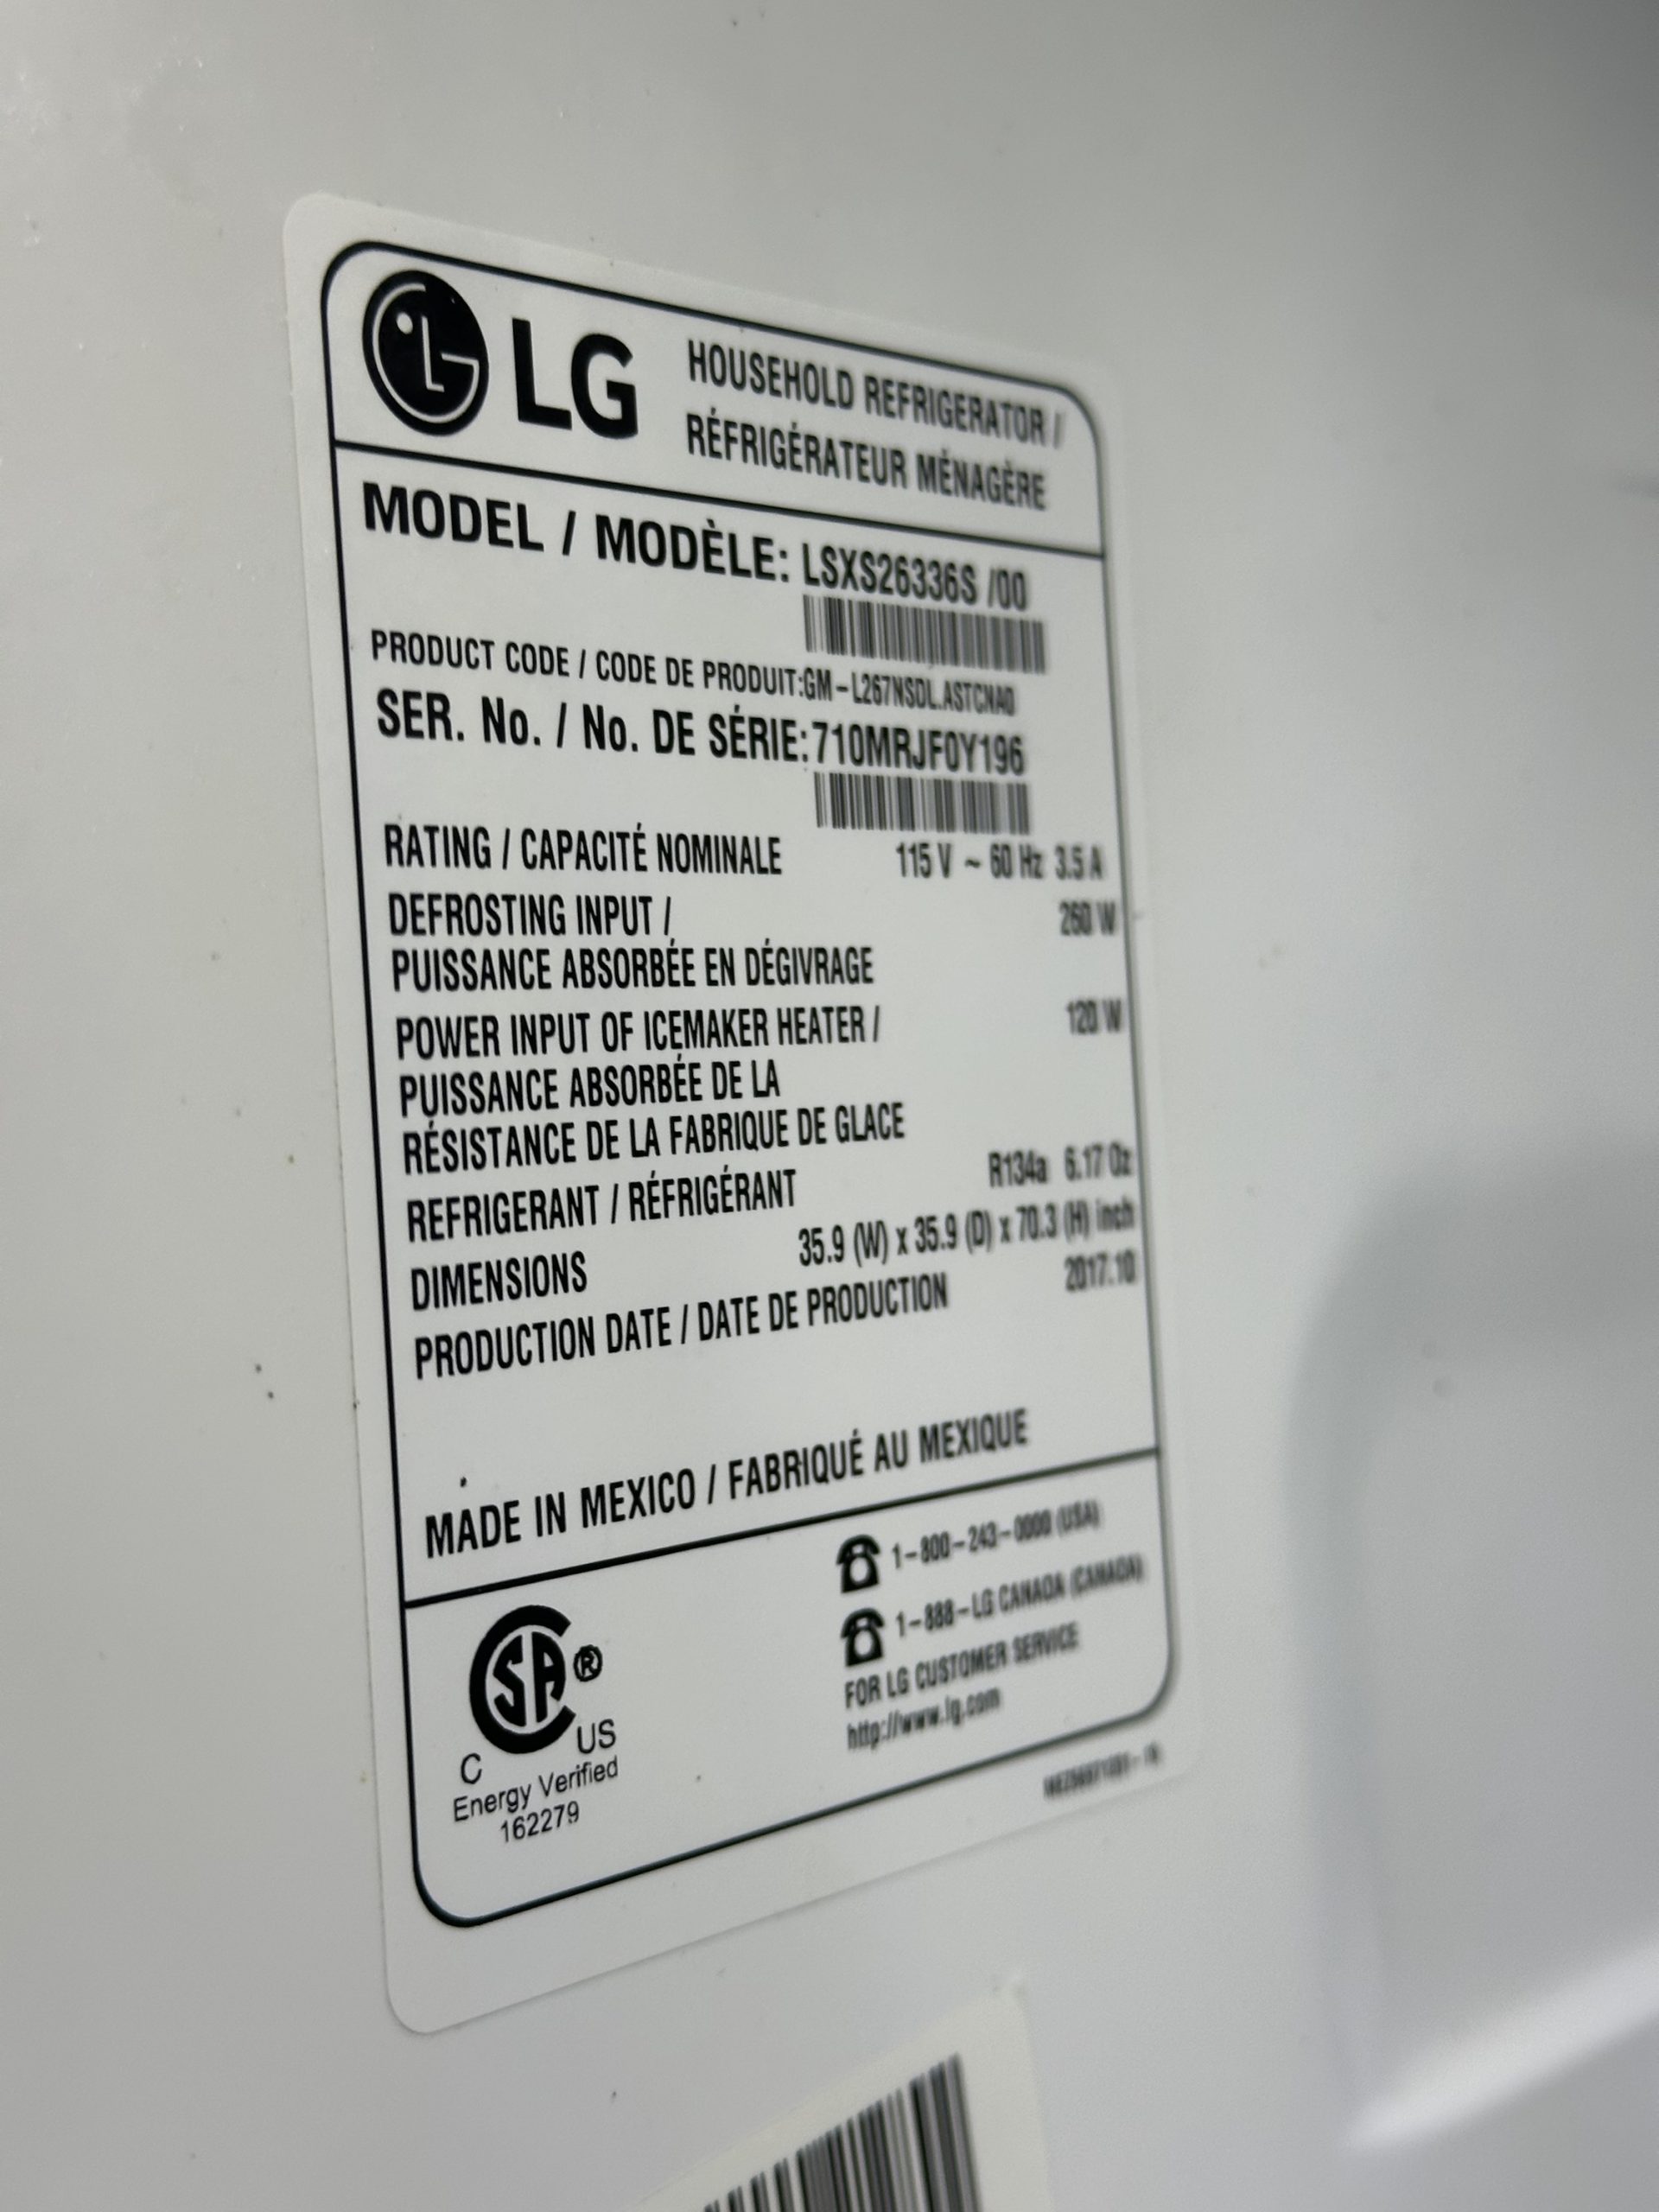 LG HOUSEHOLD REFRIGERATOR /
RÉFRIGÉRATEUR MÉNAGÈRE
MODEL / MODÈLE: LSXS26336S /00
PRODUCT CODE / CODE DE PRODUIT:GM-L267NSDL.ASTCNA0
SER. No. / No. DE SÉRIE:710MRJF0Y196
RATING / CAPACITÉ NOMINALE 115 V ~ 60 Hz 3.5 A
DEFROSTING INPUT / 260 W
PUISSANCE ABSORBÉE EN DÉGIVRAGE
POWER INPUT OF ICEMAKER HEATER / 120 W
PUISSANCE ABSORBÉE DE LA
RÉSISTANCE DE LA FABRIQUE DE GLACE
REFRIGERANT / RÉFRIGÉRANT R134a 6.17 Oz
DIMENSIONS 35.9 (W) x 35.9 (D) x 70.3 (H) inch
PRODUCTION DATE / DATE DE PRODUCTION 2017.10
MADE IN MEXICO / FABRIQUÉ AU MEXIQUE
1-800-243-0000 (USA)
1-888-LG CANADA (CANADA)
FOR LG CUSTOMER SERVICE
http://www.lg.com
SA®
C US
Energy Verified
162279